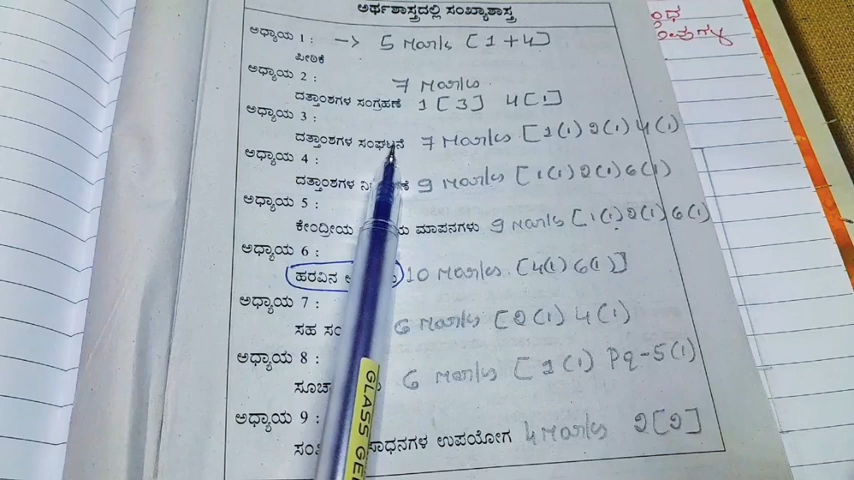 ಅರ್ಥಶಾಸ್ತ್ರದಲ್ಲಿ ಸಂಖ್ಯಾಶಾಸ್ತ್ರ
ಅಧ್ಯಾಯ 1 : -> 5 Marks [1+4]
ಪೀಠಿಕೆ
ಅಧ್ಯಾಯ 2 : 7 Marks
ದತ್ತಾಂಶಗಳ ಸಂಗ್ರಹಣೆ 1[3] 4[1]
ಅಧ್ಯಾಯ 3 :
ದತ್ತಾಂಶಗಳ ಸಂಘಟನೆ 7 Marks [1(1) 2(1) 4(1)
ಅಧ್ಯಾಯ 4 :
ದತ್ತಾಂಶಗಳ 9 Marks [1(1) 2(1) 6(1)
ಅಧ್ಯಾಯ 5 :
ಕೇಂದ್ರೀಯ ಮಾಪನಗಳು 9 Marks [1(1) 2(1) 6(1)
ಅಧ್ಯಾಯ 6 :
ಹರವಿನ 10 Marks [4(1) 6(1)]
ಅಧ್ಯಾಯ 7 :
ಸಹ 6 Marks [2(1) 4(1)
ಅಧ್ಯಾಯ 8 :
6 Marks [1(1) Pq-5(1)
ಅಧ್ಯಾಯ 9 :
ಸಾಧನಗಳ ಉಪಯೋಗ 4 Marks 2[2]
GLASS GEL